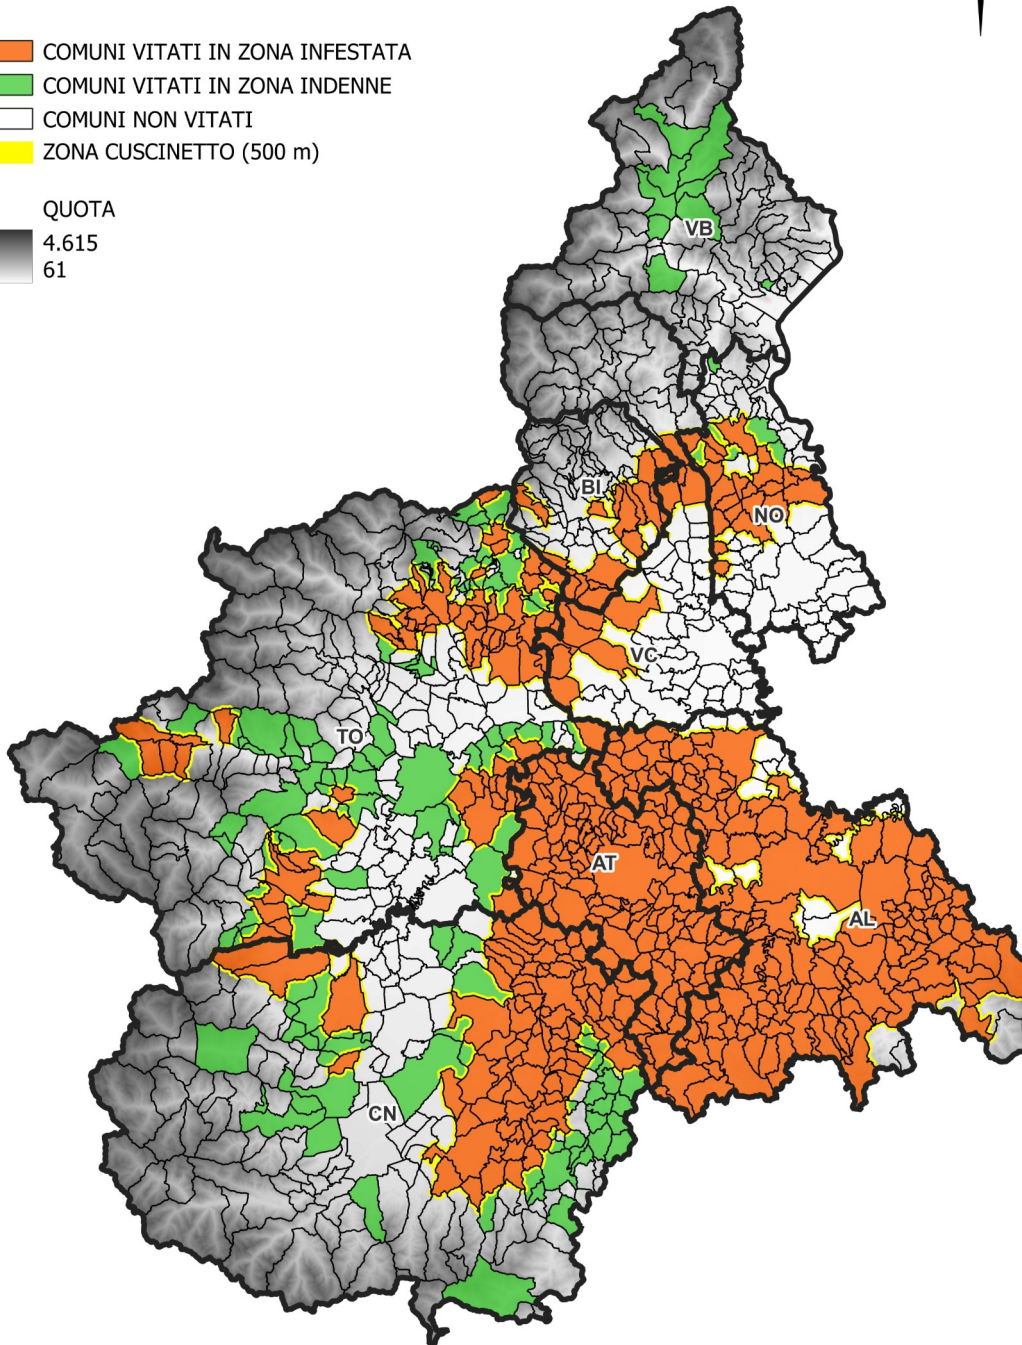 COMUNI VITATI IN ZONA INFESTATA
COMUNI VITATI IN ZONA INDENNE
COMUNI NON VITATI
ZONA CUSCINETTO (500 m)
QUOTA
4.615
61
VB
BI
NO
VC
TO
AT
AL
CN